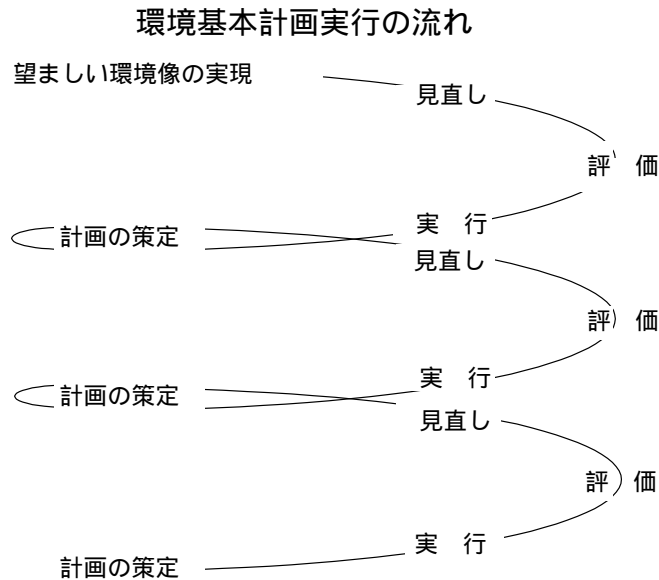 環境基本計画実行の流れ
望ましい環境像の実現
見直し
評　価
実　行
計画の策定
見直し
評　価
実　行
計画の策定
見直し
評　価
実　行
計画の策定